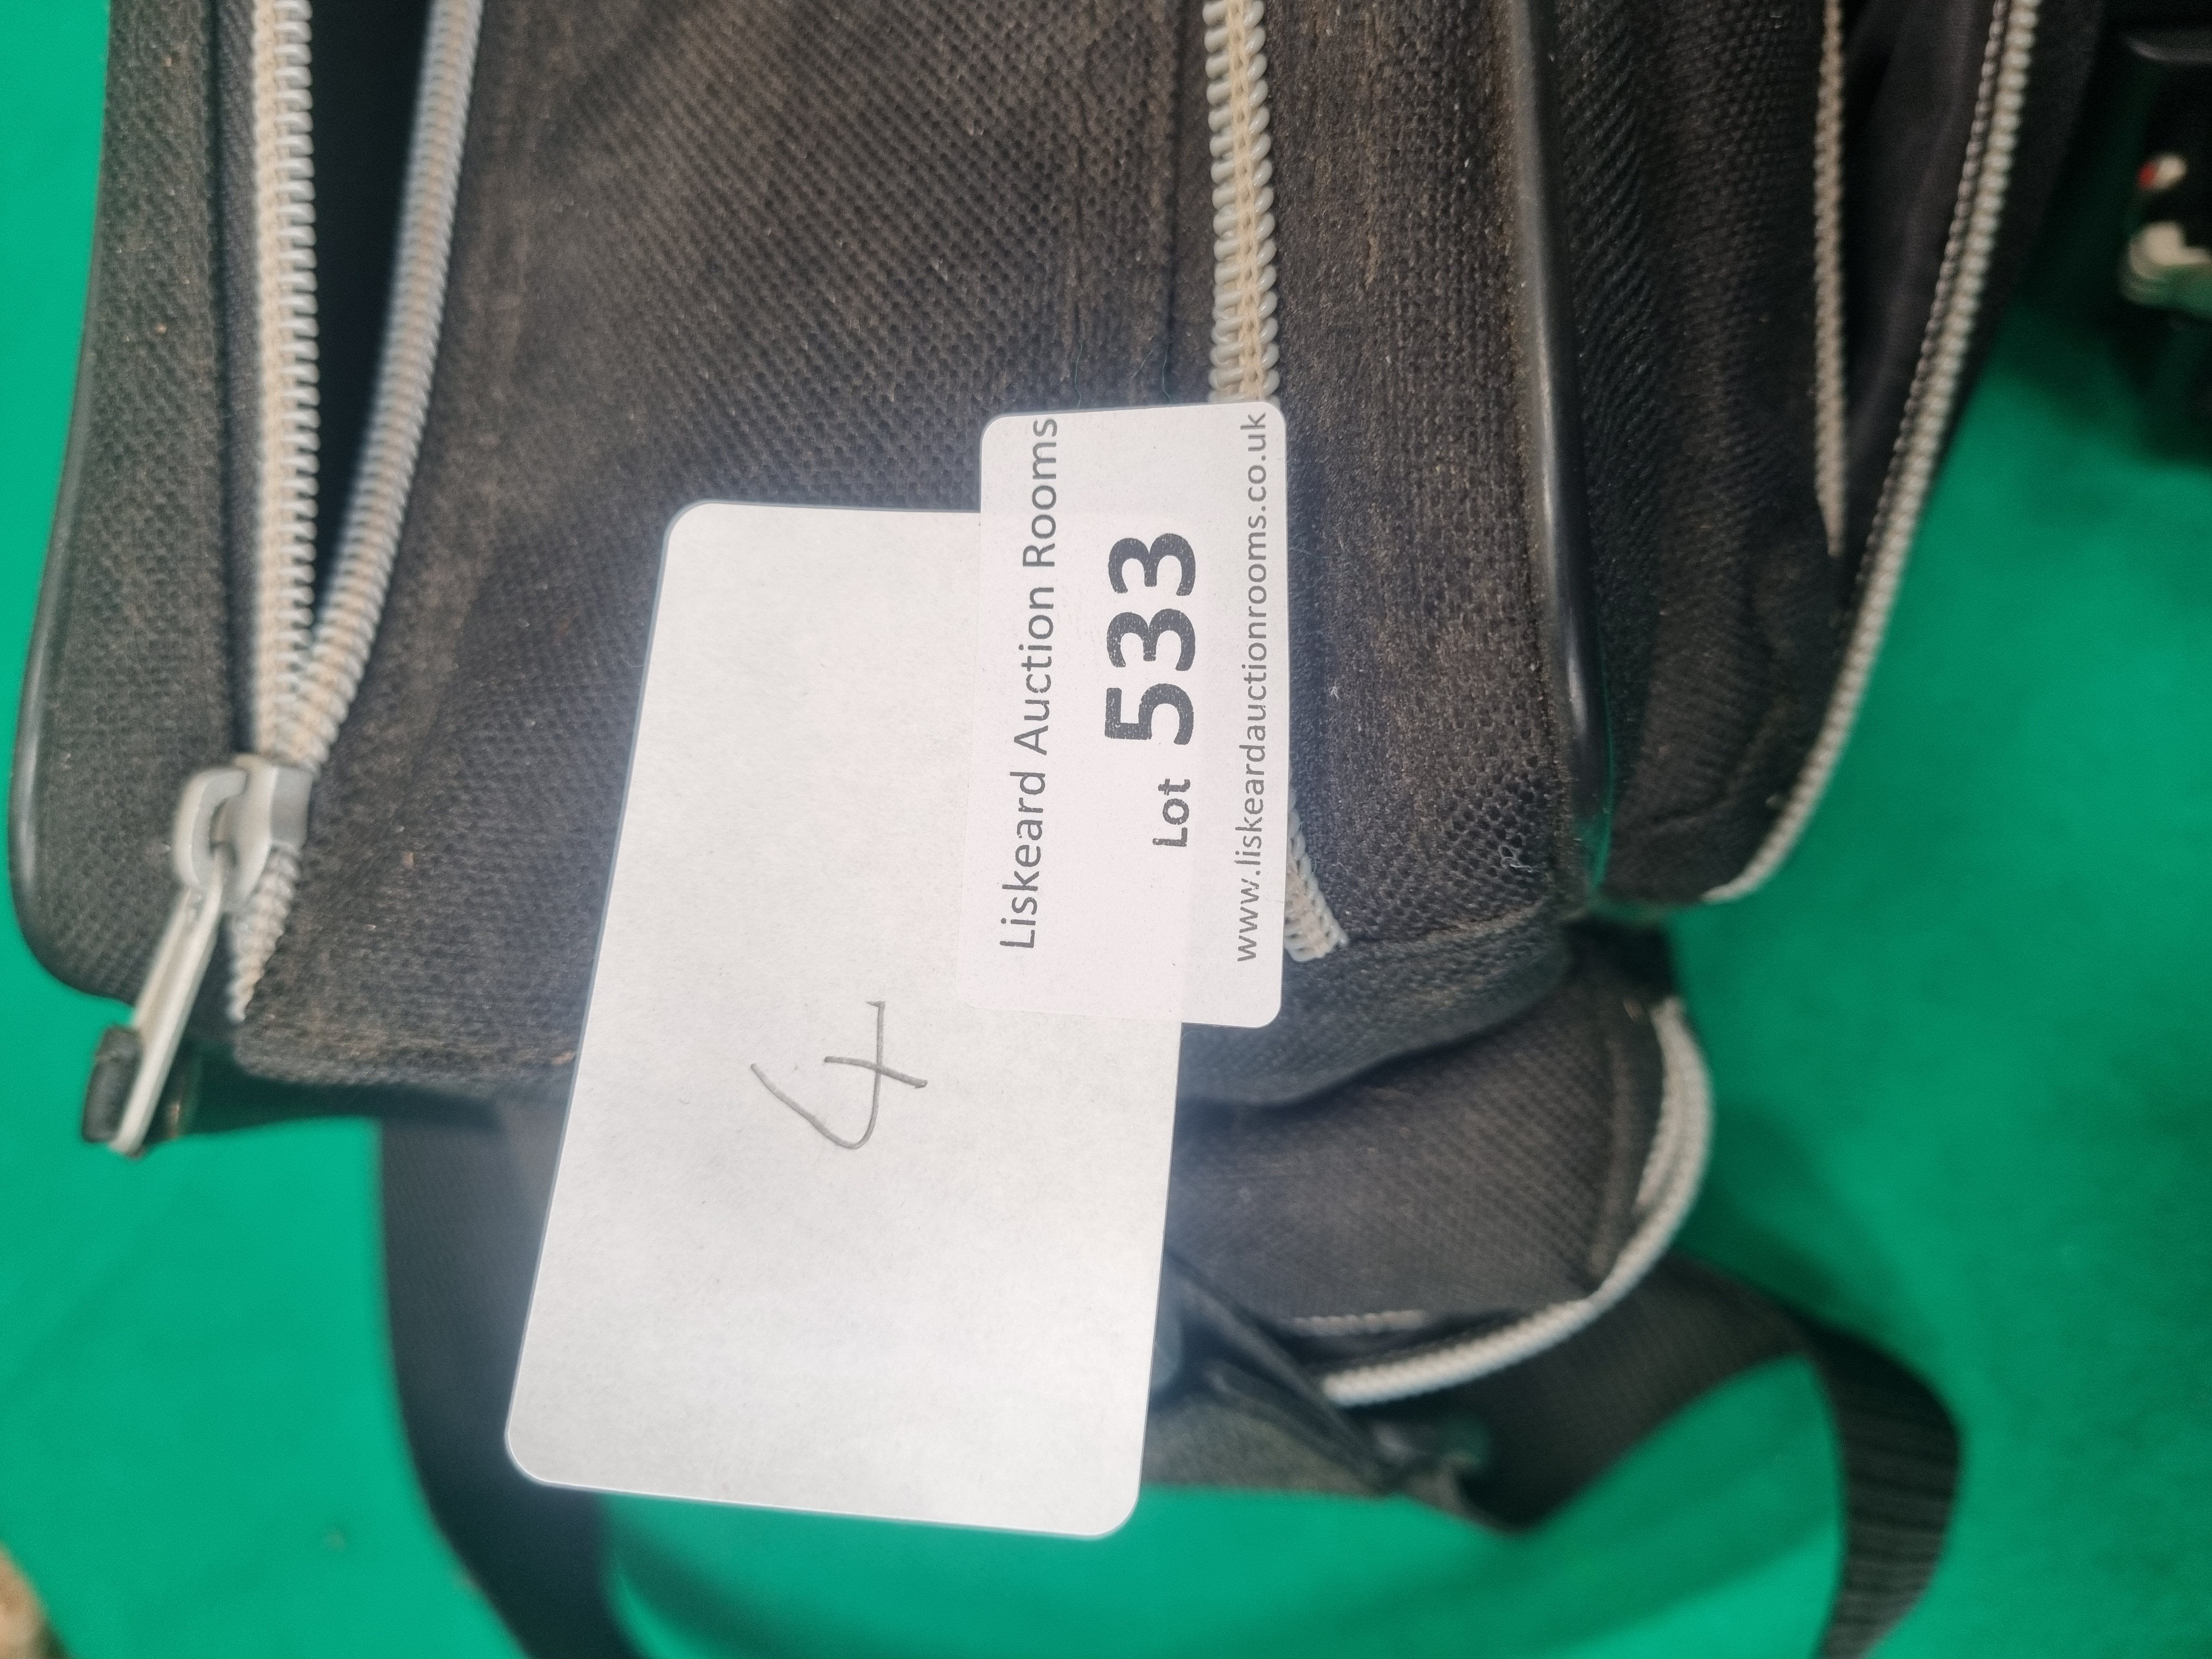 Liskeard Auction Rooms
Lot 533
www.liskeardauctionrooms.co.uk
4